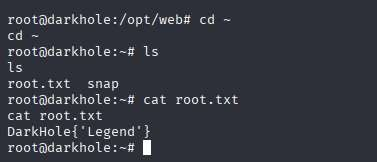 root@darkhole:/opt/web# cd ~
cd ~
root@darkhole:~# ls
ls
root.txt  snap
root@darkhole:~# cat root.txt
cat root.txt
DarkHole{'Legend'}
root@darkhole:~#